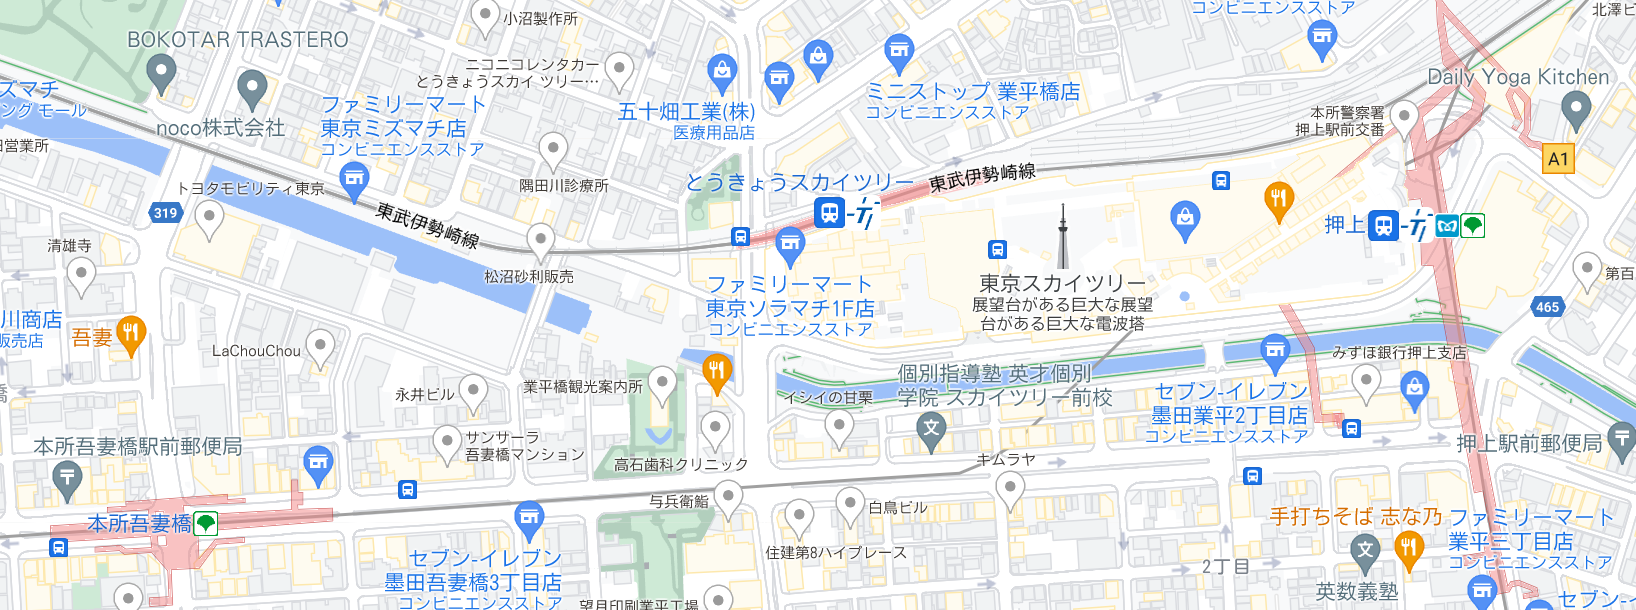 小沼製作所
コンビニエンスストア
BOKOTAR TRASTERO
ニコニコレンタカー
とうきょうスカイツリー…
Daily Yoga Kitchen
ズマチ
ング モール
ファミリーマート
東京ミズマチ店
コンビニエンスストア
五十畑工業(株)
医療用品店
ミニストップ 業平橋店
コンビニエンスストア
本所警察署
押上駅前交番
noco株式会社
営業所
A1
トヨタモビリティ東京
隅田川診療所
とうきょうスカイツリー
東武伊勢崎線
319
東武伊勢崎線
押上
清雄寺
松沼砂利販売
ファミリーマート
東京ソラマチ1F店
コンビニエンスストア
東京スカイツリー
展望台がある巨大な展望
台がある巨大な電波塔
第百
465
川商店
販売店
吾妻
LaChouChou
永井ビル
業平橋観光案内所
イシイの甘栗
個別指導塾 英才個別
学院 スカイツリー前校
みずほ銀行押上支店
セブン-イレブン
墨田業平2丁目店
コンビニエンスストア
本所吾妻橋駅前郵便局
サンサーラ
吾妻橋マンション
高石歯科クリニック
キムラヤ
押上駅前郵便局
与兵衛鮨
白鳥ビル
本所吾妻橋
住建第8ハイプレース
手打ちそば 志な乃
ファミリーマート
業平三丁目店
コンビニエンスストア
セブン-イレブン
墨田吾妻橋3丁目店
コンビニエンスストア
2丁目
英数義塾
望月印刷業平工場
セブン-イ